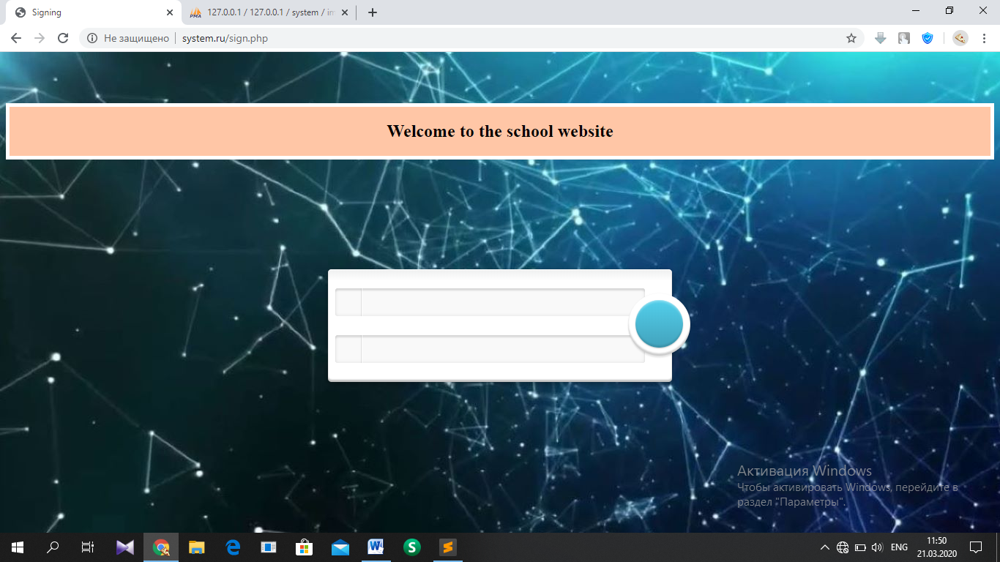 Signing
127.0.0.1 / 127.0.0.1 / system / im
Не защищено
system.ru/sign.php
Welcome to the school website
Активация Windows
Чтобы активировать Windows, перейдите в
раздел "Параметры".
ENG
11:50
21.03.2020